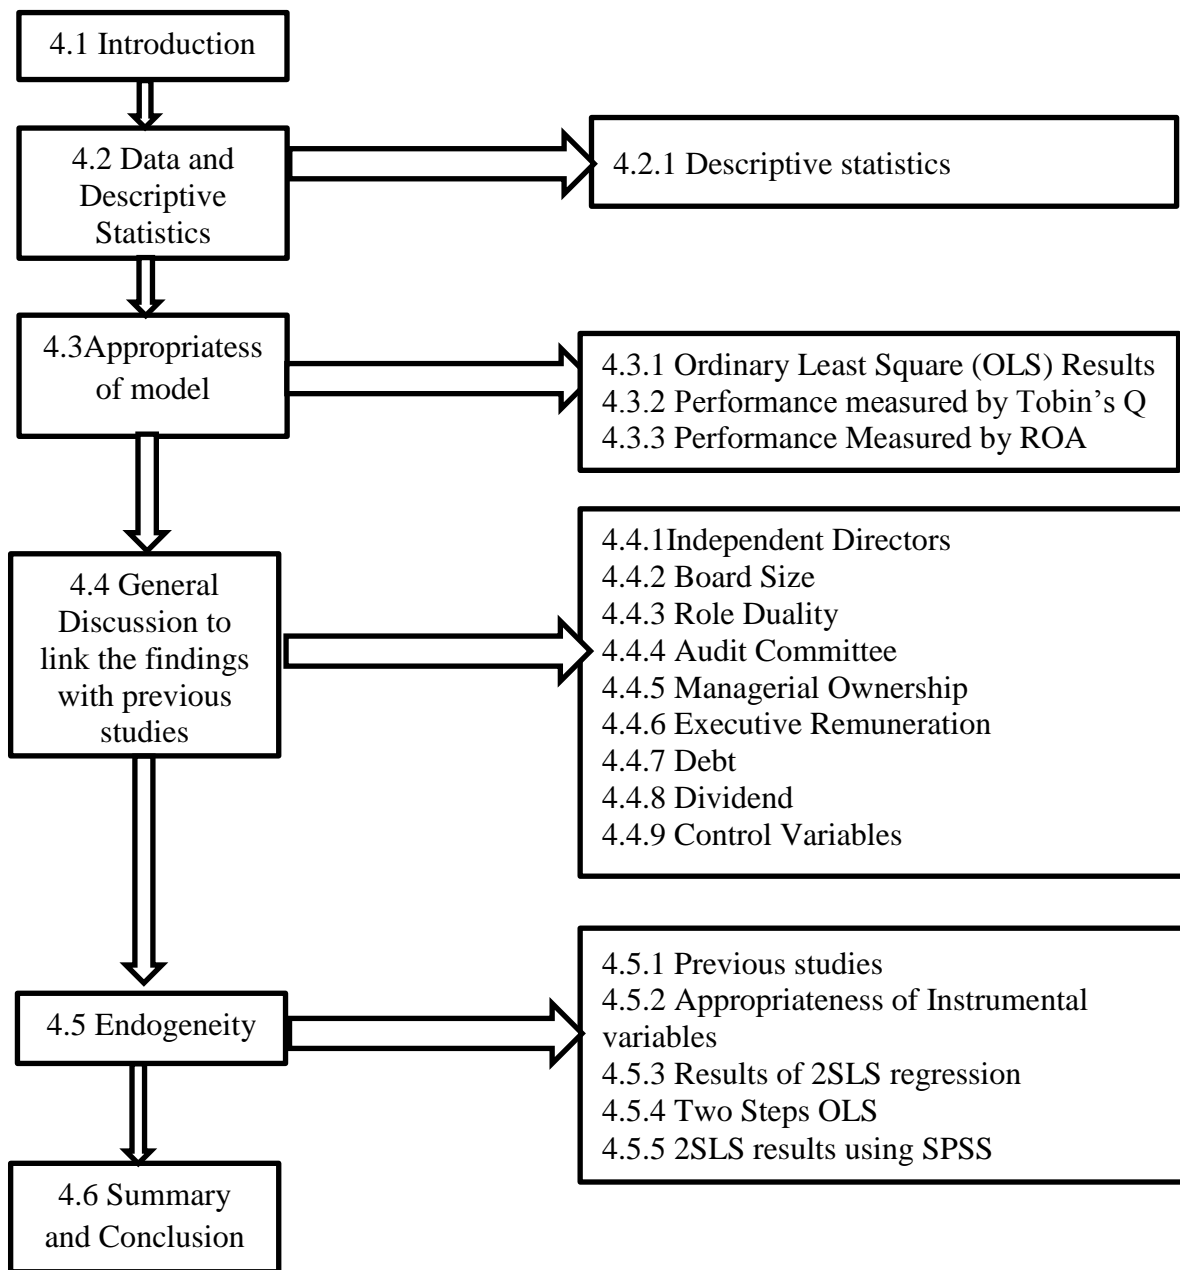 4.1 Introduction
4.2 Data and
Descriptive
Statistics
4.2.1 Descriptive statistics
4.3Appropriatess
of model
4.3.1 Ordinary Least Square (OLS) Results
4.3.2 Performance measured by Tobin’s Q
4.3.3 Performance Measured by ROA
4.4 General
Discussion to
link the findings
with previous
studies
4.4.1Independent Directors
4.4.2 Board Size
4.4.3 Role Duality
4.4.4 Audit Committee
4.4.5 Managerial Ownership
4.4.6 Executive Remuneration
4.4.7 Debt
4.4.8 Dividend
4.4.9 Control Variables
4.5 Endogeneity
4.5.1 Previous studies
4.5.2 Appropriateness of Instrumental
variables
4.5.3 Results of 2SLS regression
4.5.4 Two Steps OLS
4.5.5 2SLS results using SPSS
4.6 Summary
and Conclusion